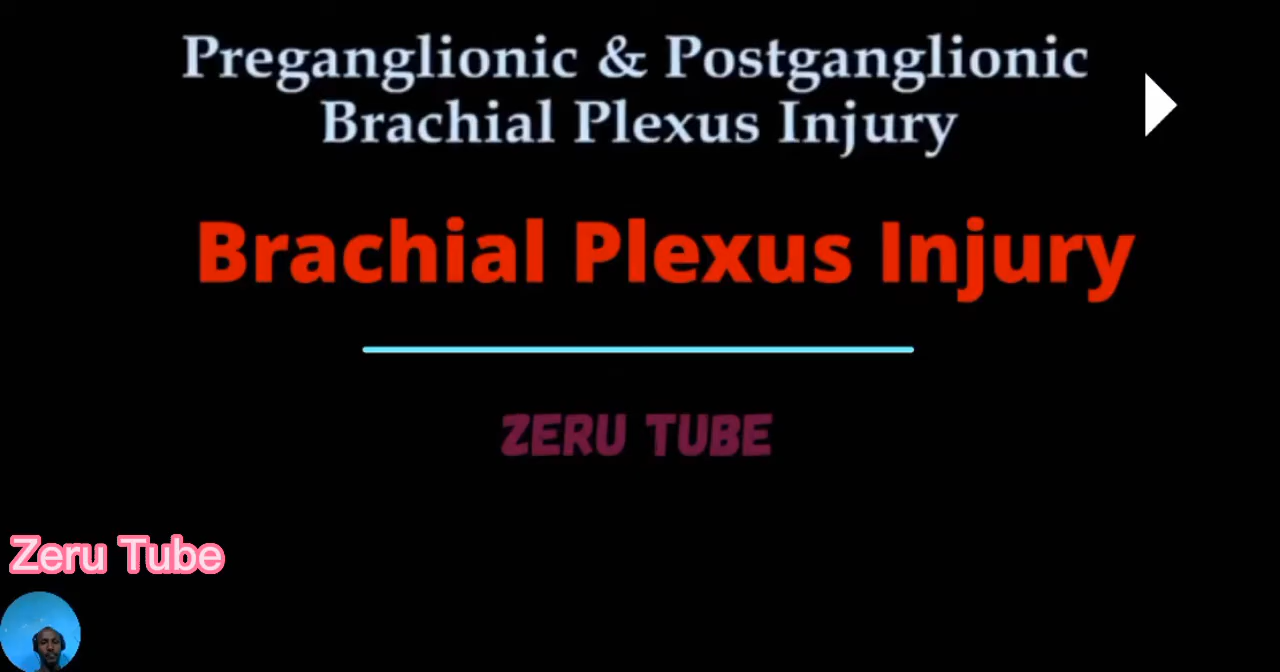 Preganglionic & Postganglionic
Brachial Plexus Injury
Brachial Plexus Injury
ZERU TUBE
Zeru Tube